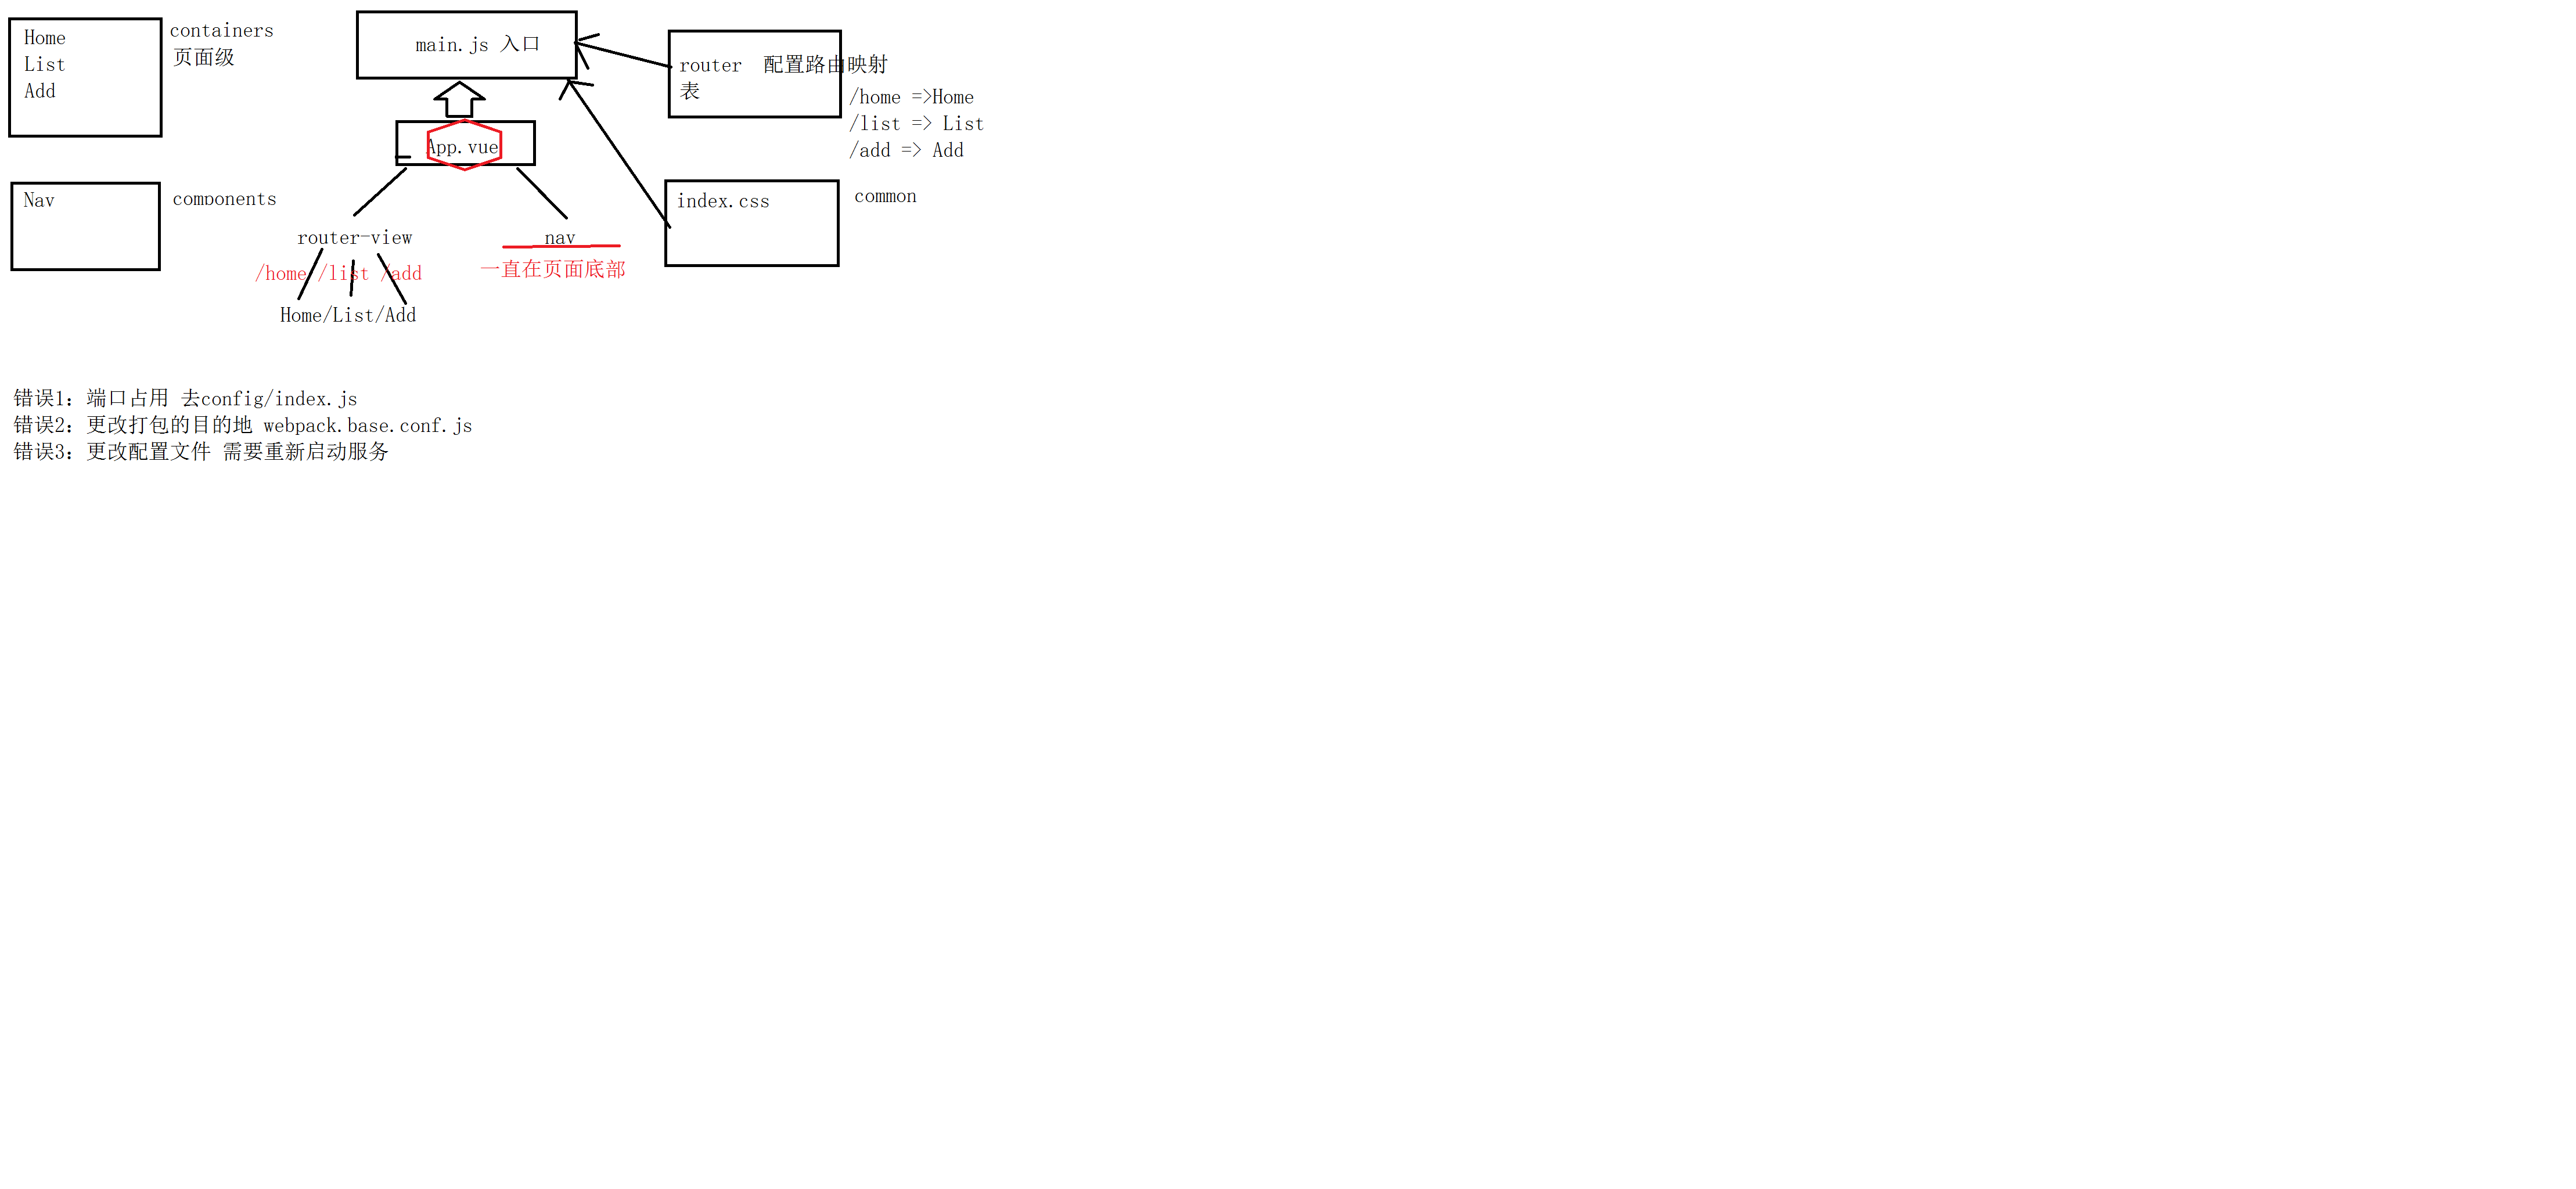 Home
List
Add
containers
页面级
main.js 入口
router 配置路由映射
表
/home =>Home
/list => List
/add => Add
App.vue
Nav
components
index.css
common
router-view
nav
/home /list /add
一直在页面底部
Home/List/Add
错误1：端口占用 去config/index.js
错误2：更改打包的目的地 webpack.base.conf.js
错误3：更改配置文件 需要重新启动服务